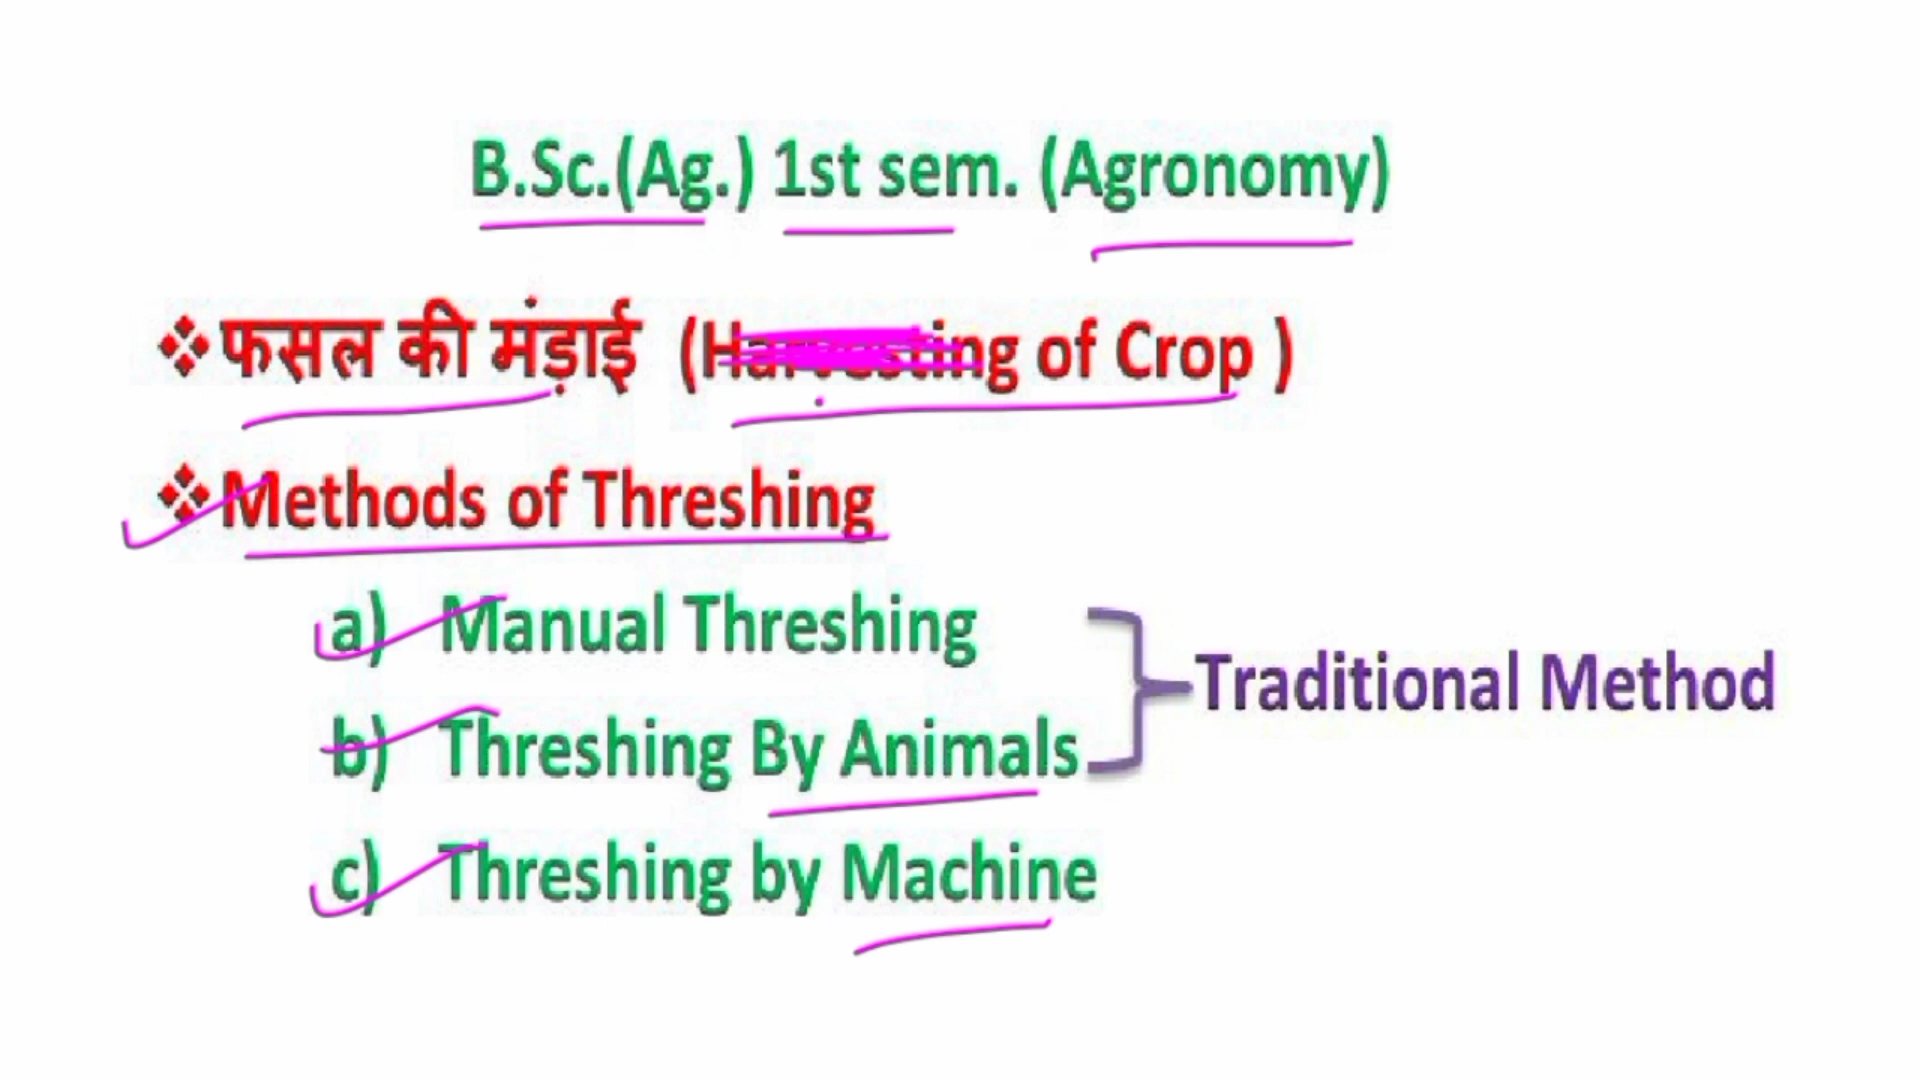 B.Sc.(Ag.) 1st sem. (Agronomy)
❖फसल की मंड़ाई (Harvesting of Crop )
❖Methods of Threshing
a) Manual Threshing
b) Threshing By Animals
Traditional Method
c) Threshing by Machine